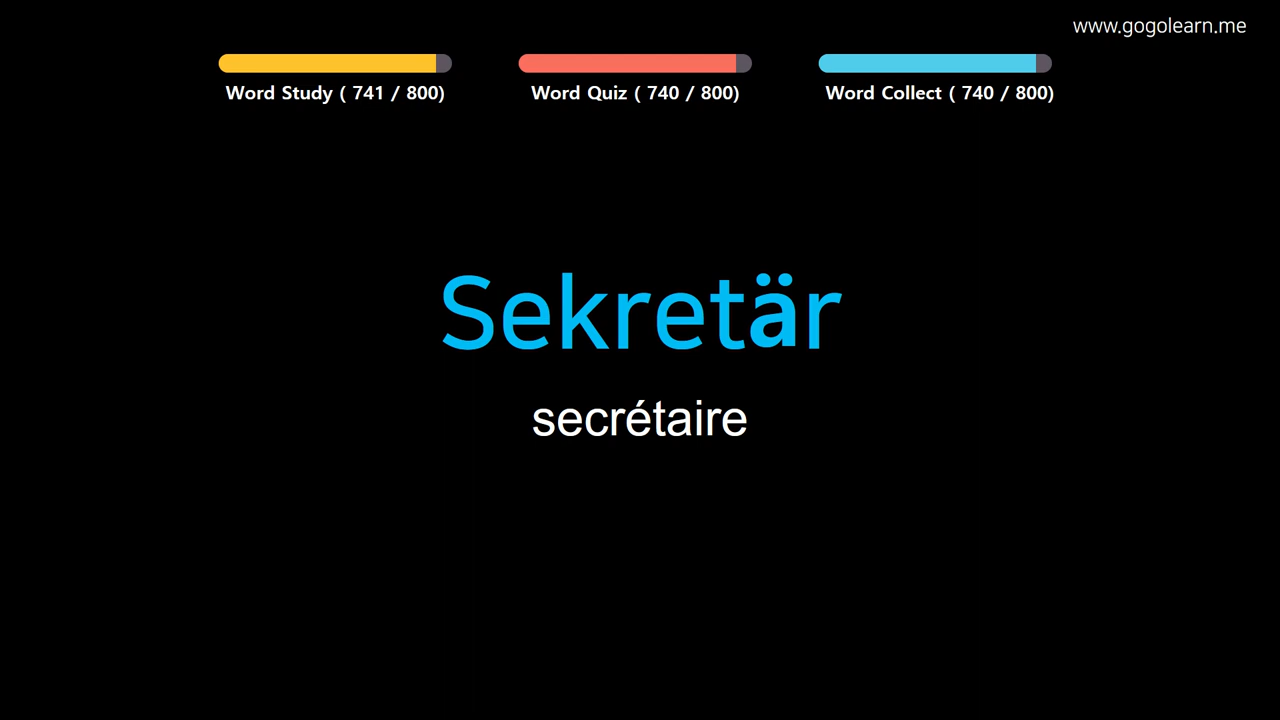 www.gogolearn.me
Word Study ( 741 / 800)
Word Quiz ( 740 / 800)
Word Collect ( 740 / 800)
Sekretär
secrétaire